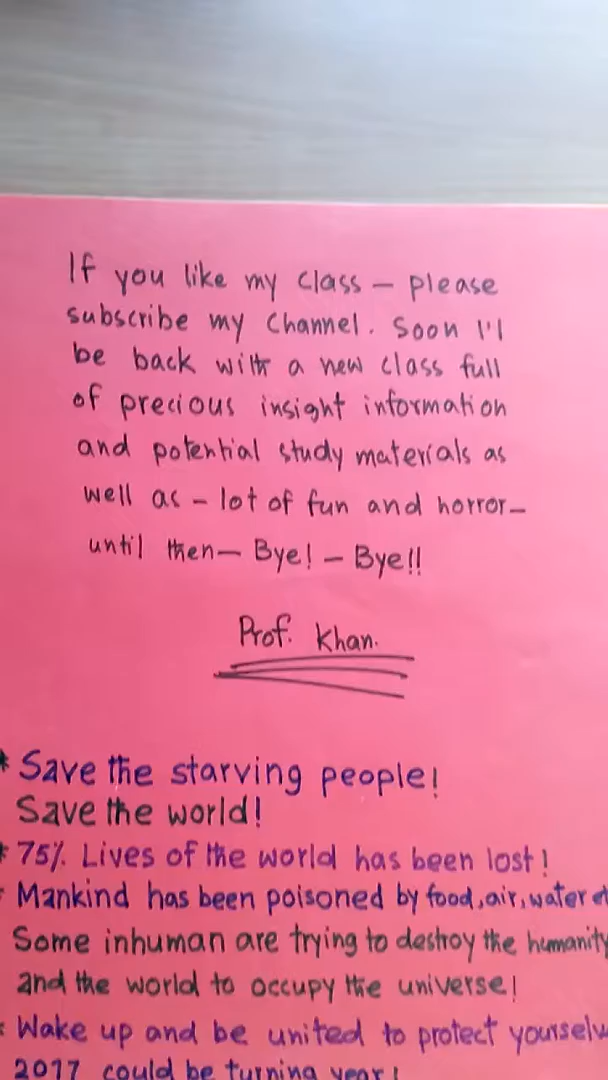 If you like my class – please
subscribe my Channel. Soon I'll
be back with a new class full
of precious insight information
and potential study materials as
well as – lot of fun and horror –
until then – Bye! – Bye!!
Prof. Khan.
* Save the starving people!
Save the world!
* 75% Lives of the world has been lost!
* Mankind has been poisoned by food, air, water
Some inhuman are trying to destroy the humanity
and the world to occupy the universe!
* Wake up and be united to protect
2017 could be turning year!